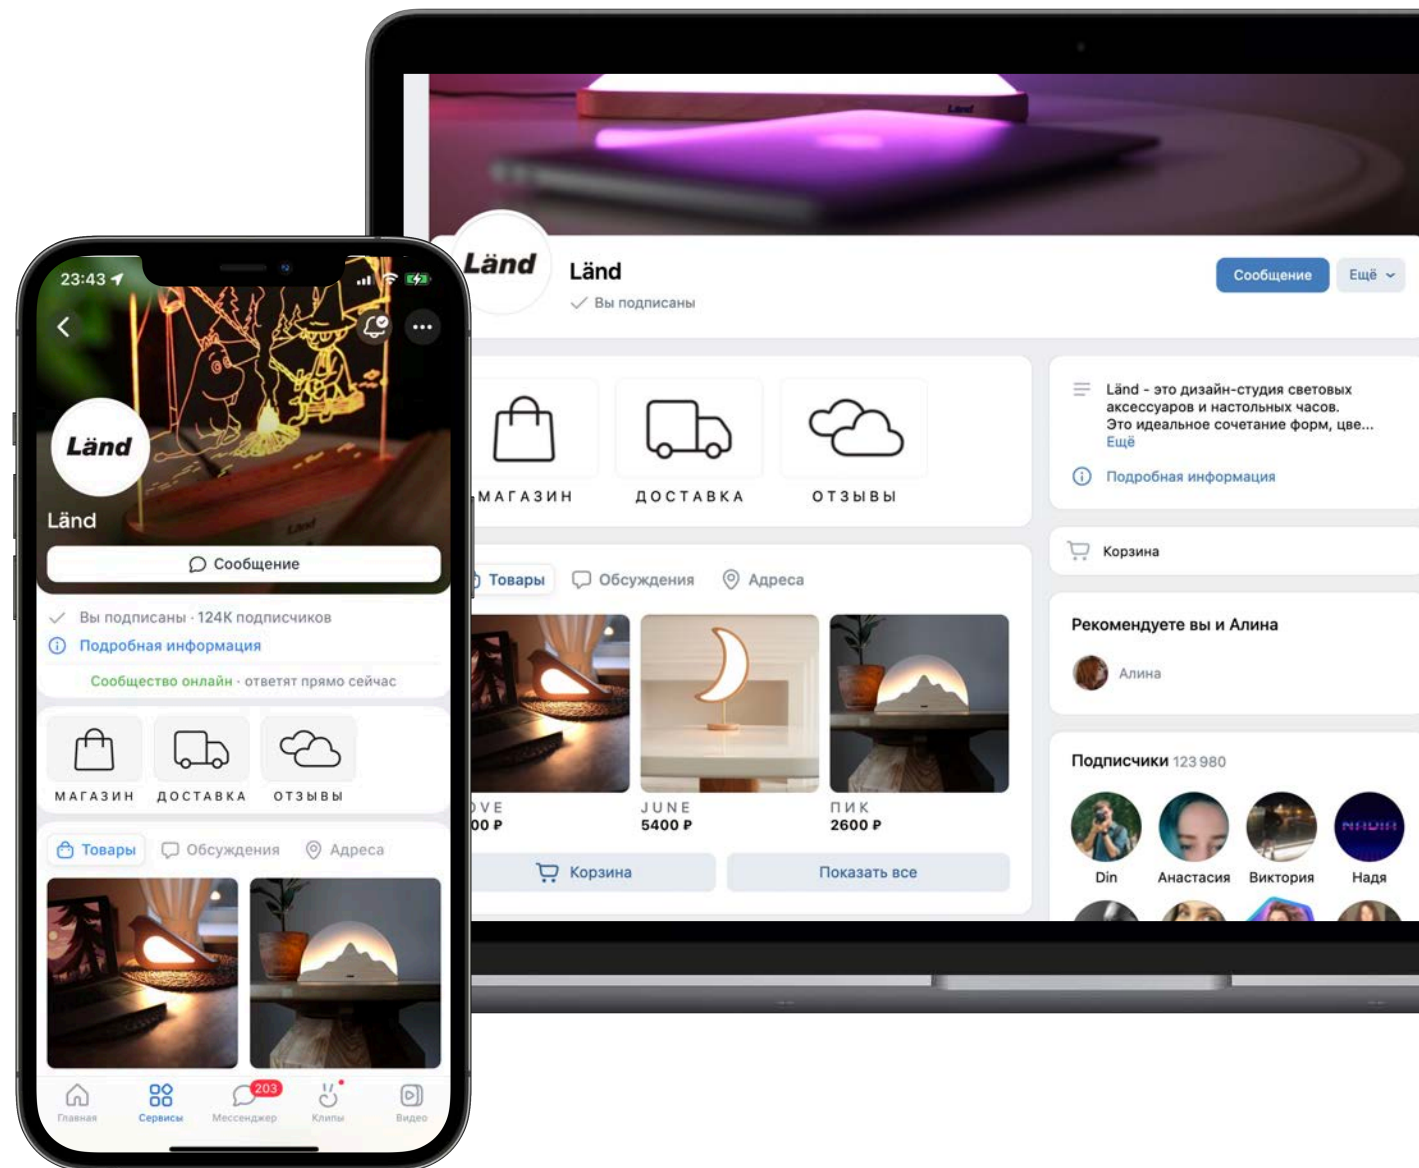 Länd
Länd
Länd
Вы подписаны
Сообщение
Ещё
МАГАЗИН
ДОСТАВКА
ОТЗЫВЫ
Länd - это дизайн-студия световых
аксессуаров и настольных часов.
Это идеальное сочетание форм, цве...
Ещё
Подробная информация
Корзина
Товары
Обсуждения
Адреса
Рекомендуете вы и Алина
Алина
JUNE
5400 ₽
ПИК
2600 ₽
Корзина
Показать все
Подписчики 123 980
Din
Анастасия
Виктория
Надя
NADIA
23:43
Länd
Länd
Länd
Сообщение
Вы подписаны · 124K подписчиков
Подробная информация
Сообщество онлайн · ответят прямо сейчас
МАГАЗИН
ДОСТАВКА
ОТЗЫВЫ
Товары
Обсуждения
Адреса
Главная
Сервисы
203
Мессенджер
Клипы
Видео